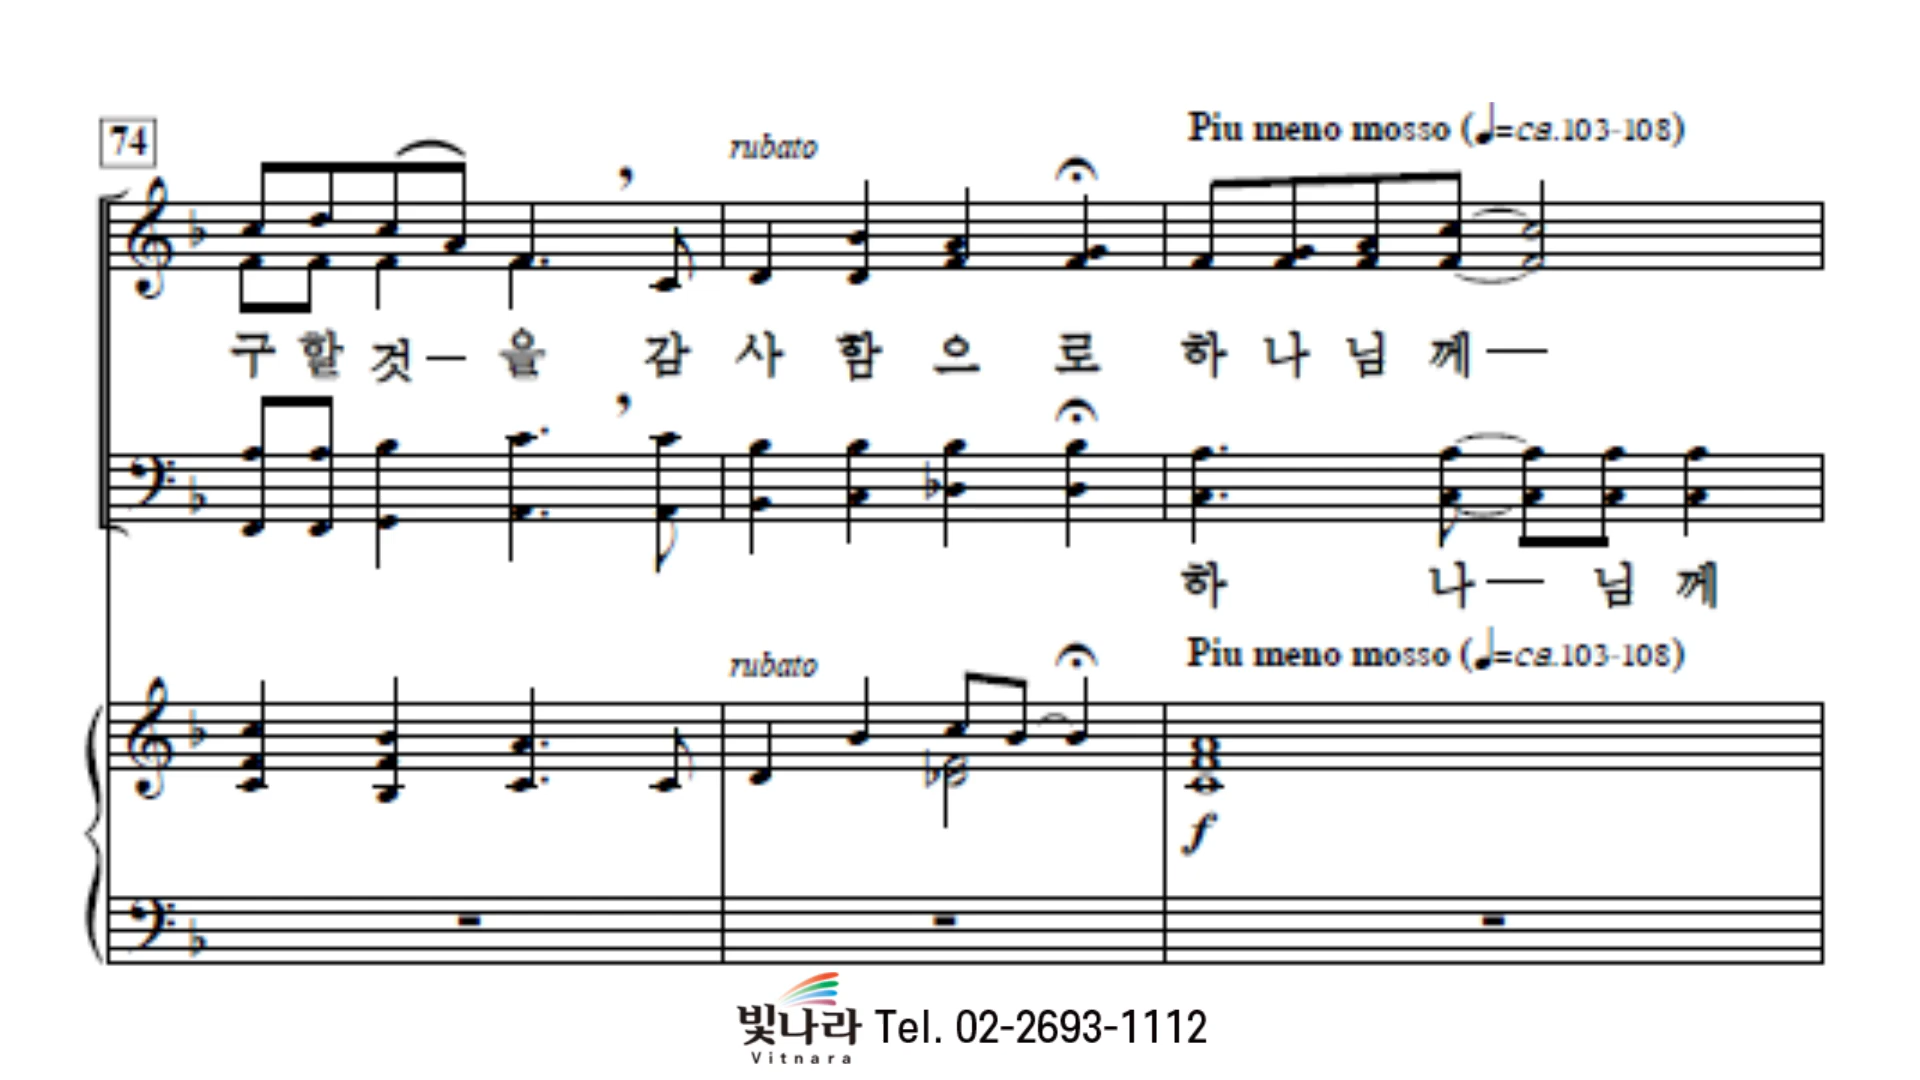 74
rubato
Piu meno mosso (♩=ca.103-108)
구 할 것 — 을 감 사 함 으 로 하 나 님 께 —
하 나 — 님 께
rubato
Piu meno mosso (♩=ca.103-108)
f
빛나라 Tel. 02-2693-1112
Vitnara